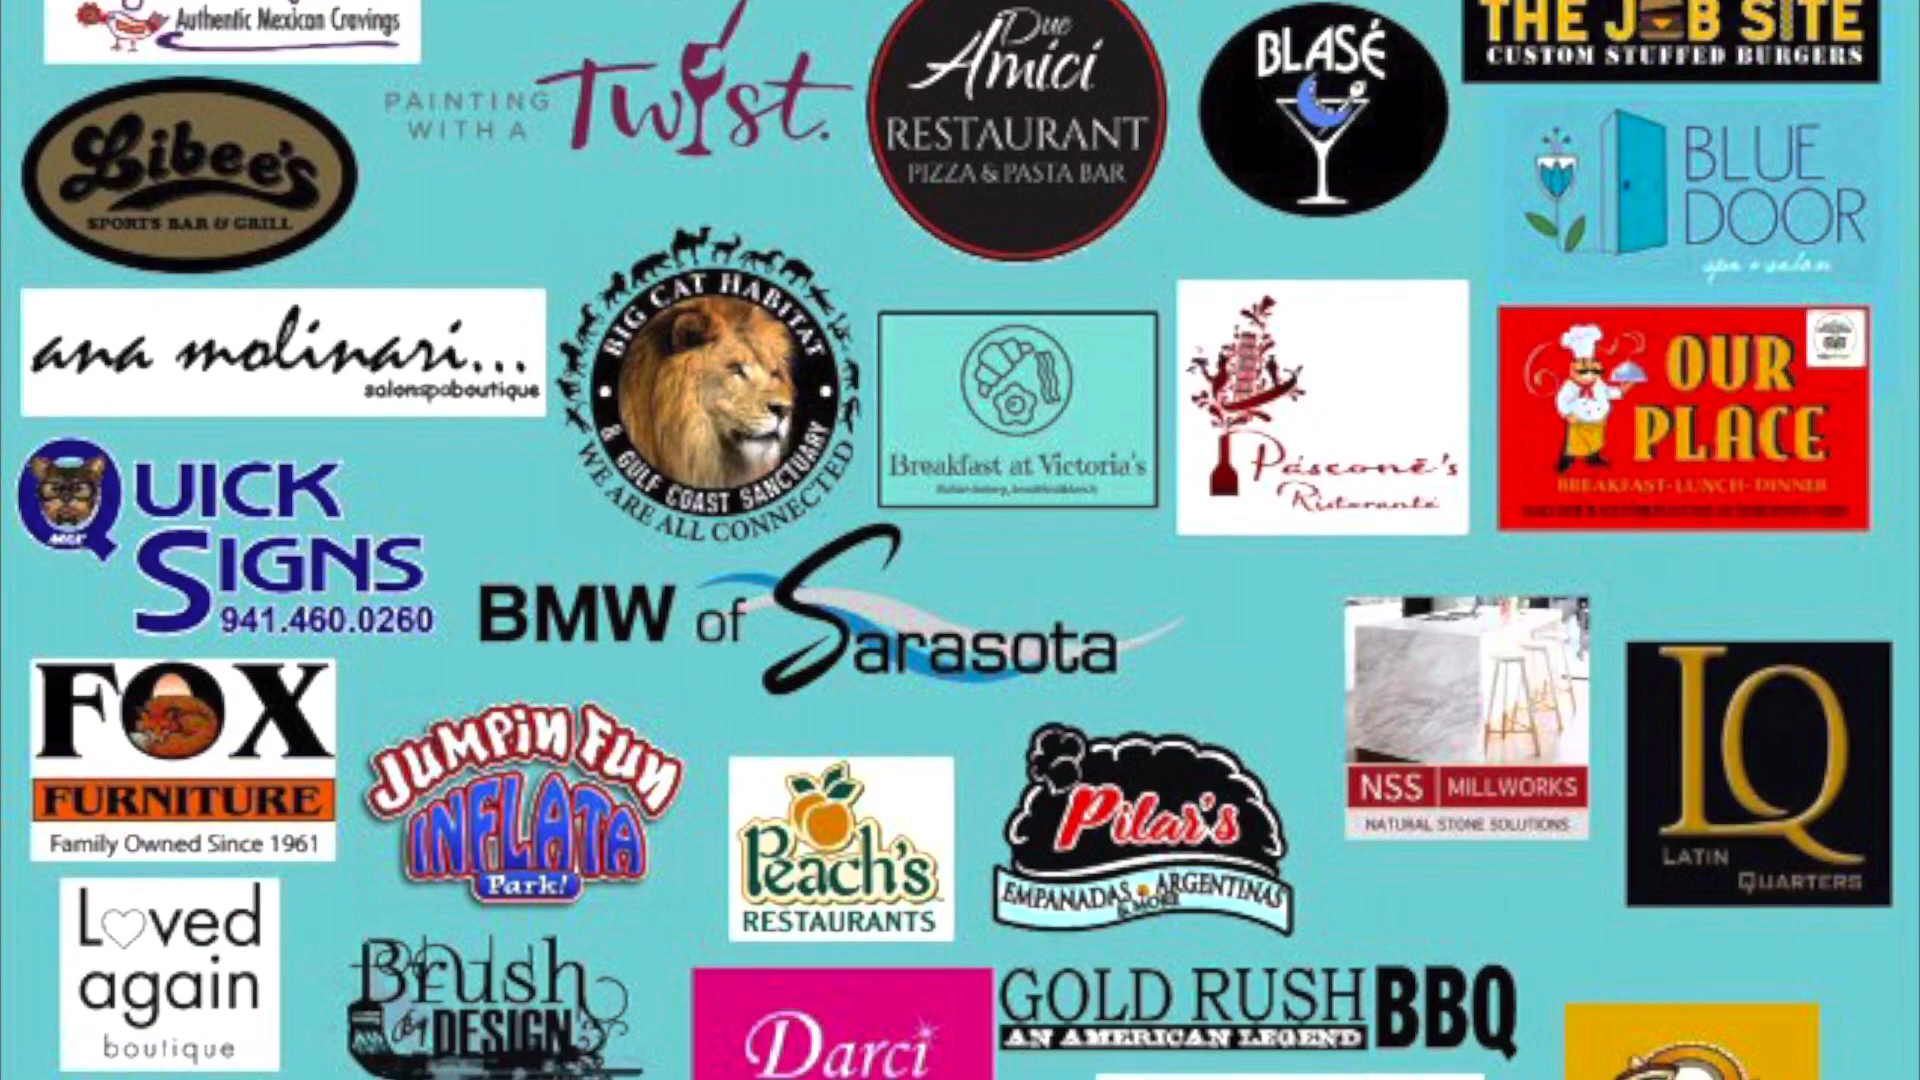 Authentic Mexican Cravings
PAINTING
WITH A
Twist.
Due
Amici
RESTAURANT
PIZZA & PASTA BAR
BLASÉ
THE JOB SITE
CUSTOM STUFFED BURGERS
Libee's
SPORTS BAR & GRILL
BLUE
DOOR
spa + salon
ana molinari...
salonspaboutique
BIG CAT HABITAT
& GULF COAST SANCTUARY
WE ARE ALL CONNECTED
Breakfast at Victoria's
Pasconé's
Ristorante
OUR
PLACE
BREAKFAST-LUNCH-DINNER
QUICK
SIGNS
941.460.0260
BMW of Sarasota
FOX
FURNITURE
Family Owned Since 1961
JUMPIN FUN
INFLATA
Park!
Peach's
RESTAURANTS
Pilar's
EMPANADAS ARGENTINAS
& MORE
NSS MILLWORKS
NATURAL STONE SOLUTIONS
LQ
LATIN
QUARTERS
Loved
again
boutique
Brush
by DESIGN
Darci
GOLD RUSH BBQ
AN AMERICAN LEGEND